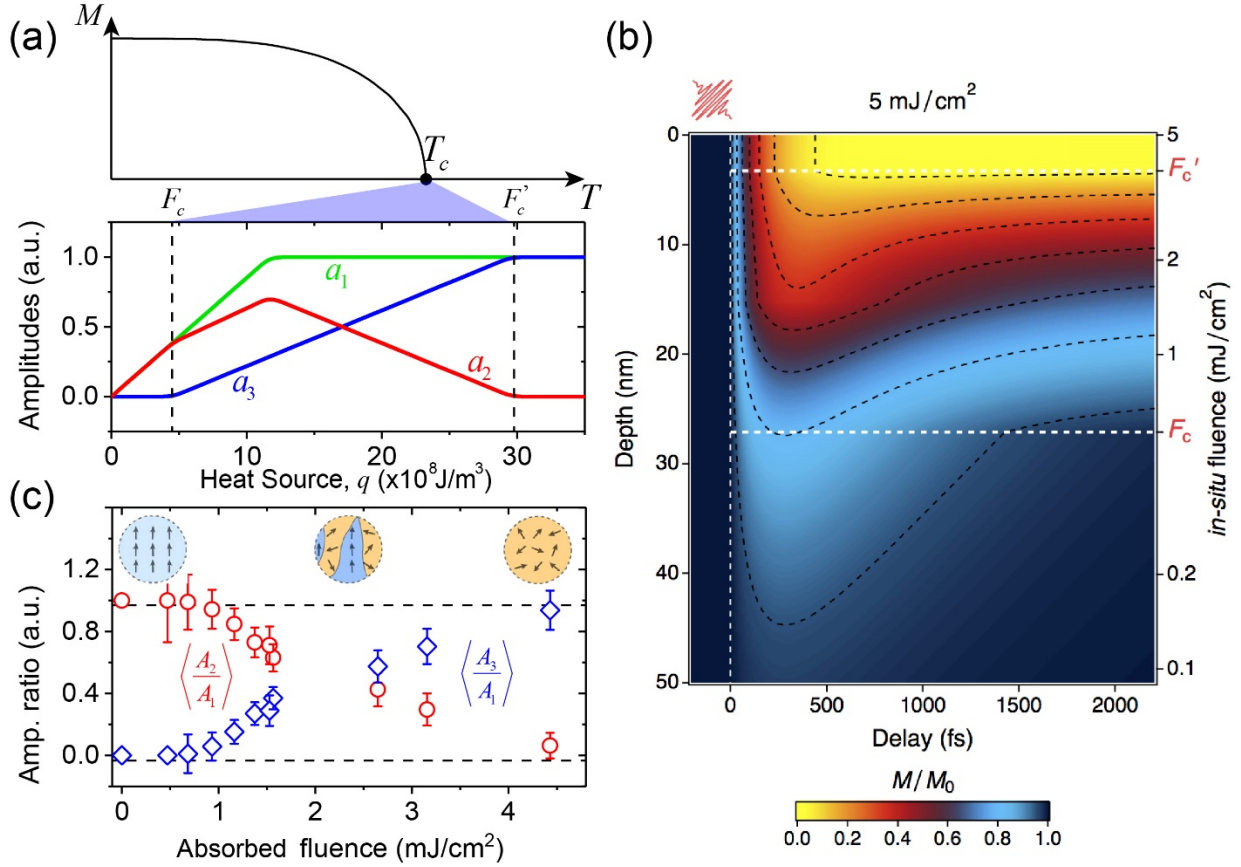 (a)
M
T_c
T
F_c
F_c'
Amplitudes (a.u.)
1.0
0.5
0.0
a_1
a_2
a_3
0 10 20 30
Heat Source, q (x10^8 J/m^3)
(b)
5 mJ/cm^2
Depth (nm)
0
10
20
30
40
50
5
F_c'
2
1
F_c
0.2
0.1
in-situ fluence (mJ/cm^2)
0 500 1000 1500 2000
Delay (fs)
M/M_0
0.0 0.2 0.4 0.6 0.8 1.0
(c)
Amp. ratio (a.u.)
1.2
0.8
0.4
0.0
⟨A_2/A_1⟩
⟨A_3/A_1⟩
0 1 2 3 4
Absorbed fluence (mJ/cm^2)